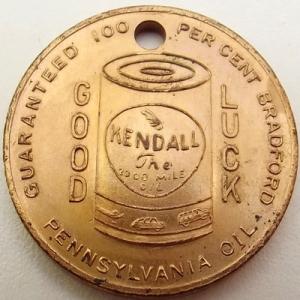 GUARANTEED 100 PER CENT BRADFORD
PENNSYLVANIA OIL
GOOD
LUCK
KENDALL
The
2000 MILE
OIL